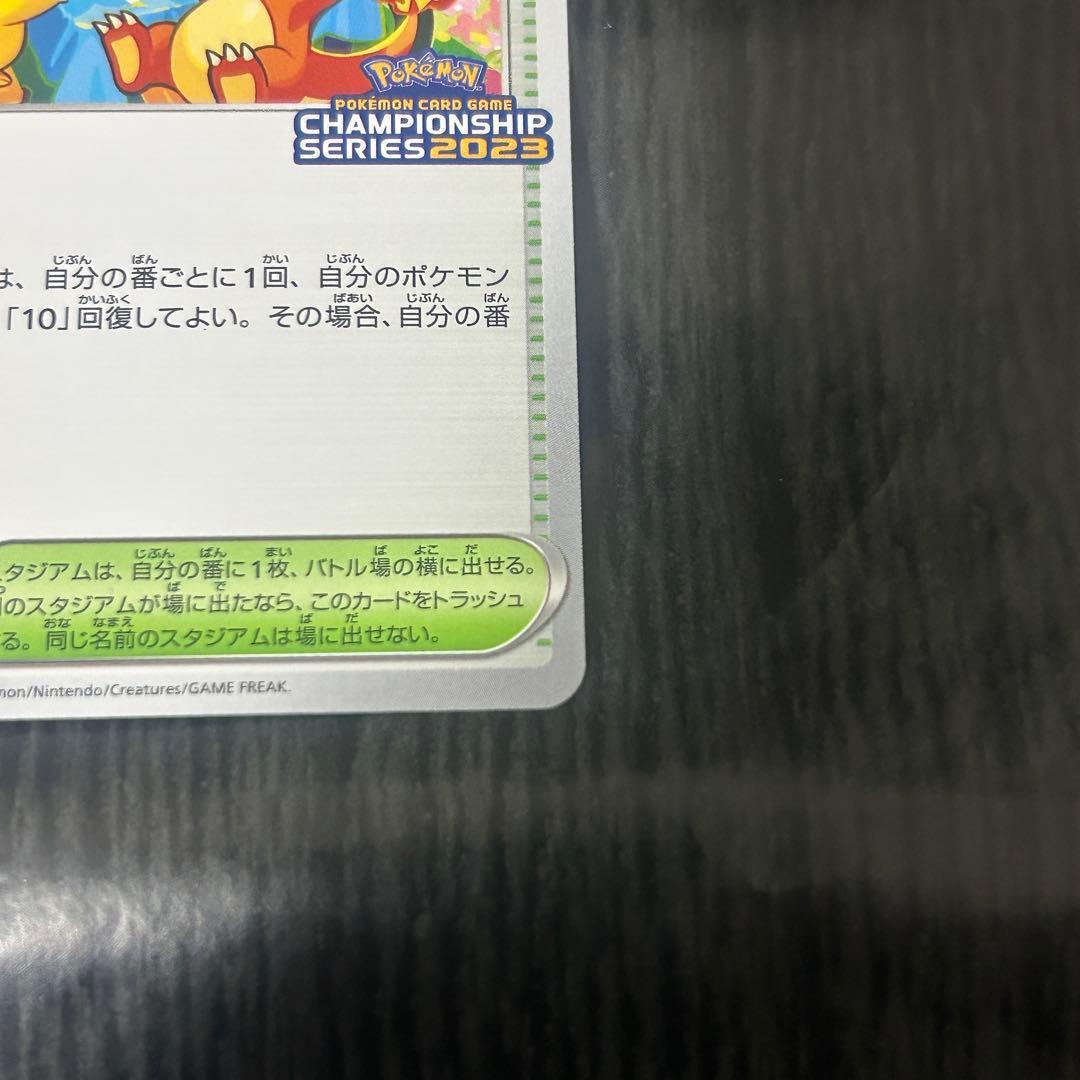 POKÉMON
POKÉMON CARD GAME
CHAMPIONSHIP
SERIES 2023
は、自分の番ごとに1回、自分のポケモン
「10」回復してよい。その場合、自分の番
タジアムは、自分の番に1枚、バトル場の横に出せる。
のスタジアムが場に出たなら、このカードをトラッシュ
る。同じ名前のスタジアムは場に出せない。
mon/Nintendo/Creatures/GAME FREAK.